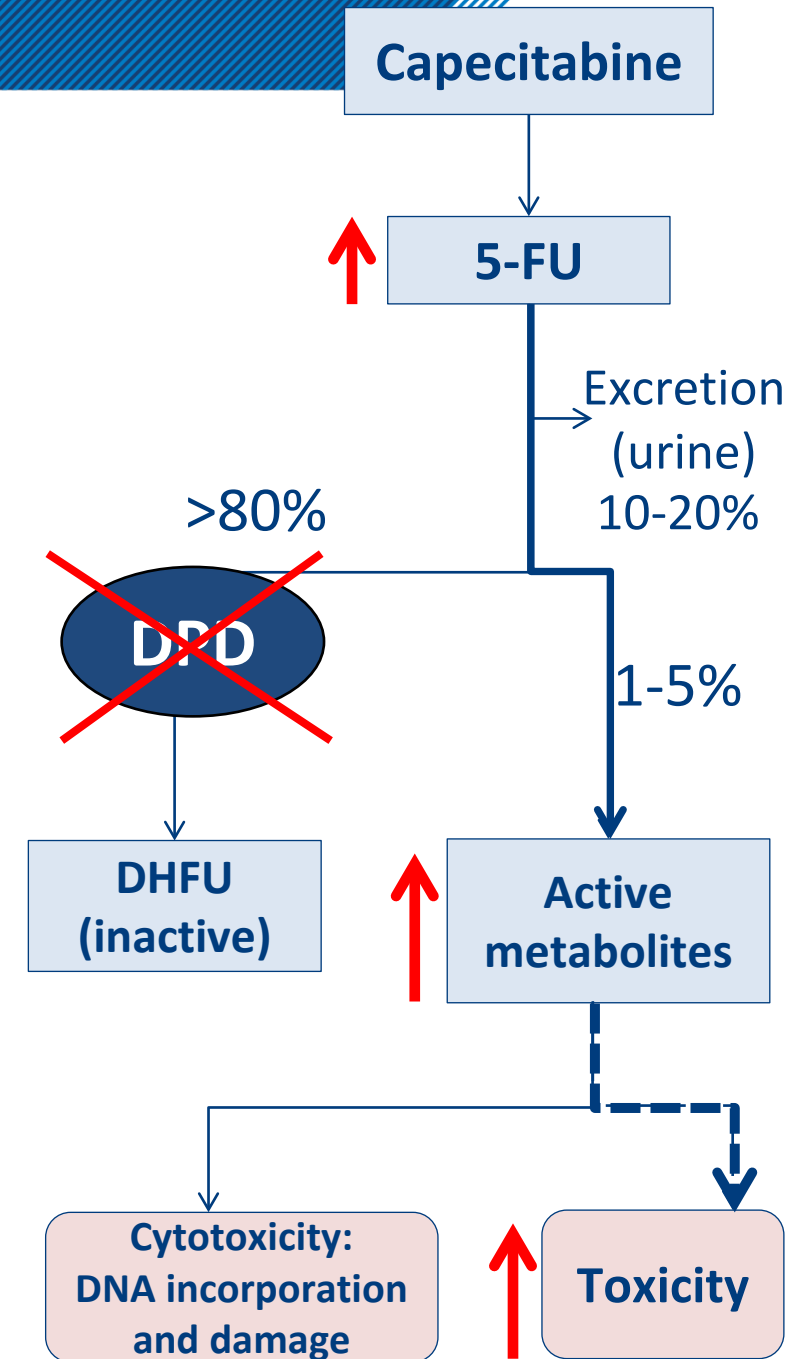 Capecitabine
5-FU
Excretion
(urine)
10-20%
>80%
DPD
1-5%
DHFU
(inactive)
Active
metabolites
Cytotoxicity:
DNA incorporation
and damage
Toxicity